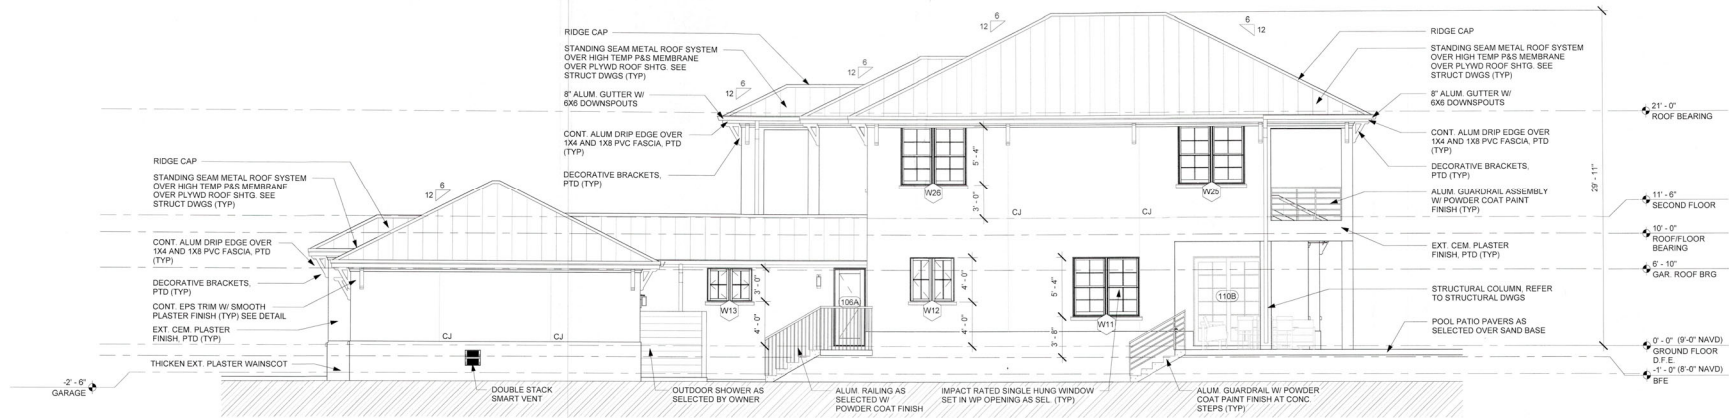 RIDGE CAP
STANDING SEAM METAL ROOF SYSTEM
OVER HIGH TEMP P&S MEMBRANE
OVER PLYWD ROOF SHTG. SEE
STRUCT DWGS (TYP)
8" ALUM. GUTTER W/
6X6 DOWNSPOUTS
CONT. ALUM DRIP EDGE OVER
1X4 AND 1X8 PVC FASCIA, PTD
(TYP)
DECORATIVE BRACKETS,
PTD (TYP)
6
12
6
12
6
12
6
12
6
12
RIDGE CAP
STANDING SEAM METAL ROOF SYSTEM
OVER HIGH TEMP P&S MEMBRANE
OVER PLYWD ROOF SHTG. SEE
STRUCT DWGS (TYP)
8" ALUM. GUTTER W/
6X6 DOWNSPOUTS
CONT. ALUM DRIP EDGE OVER
1X4 AND 1X8 PVC FASCIA, PTD
(TYP)
DECORATIVE BRACKETS,
PTD (TYP)
ALUM. GUARDRAIL ASSEMBLY
W/ POWDER COAT PAINT
FINISH (TYP)
EXT. CEM. PLASTER
FINISH, PTD (TYP)
STRUCTURAL COLUMN, REFER
TO STRUCTURAL DWGS
POOL PATIO PAVERS AS
SELECTED OVER SAND BASE
29' - 11"
21' - 0"
ROOF BEARING
11' - 6"
SECOND FLOOR
10' - 0"
ROOF/FLOOR
BEARING
6' - 10"
GAR. ROOF BRG
0' - 0" (9'-0" NAVD)
GROUND FLOOR
D.F.E.
-1' - 0" (8'-0" NAVD)
BFE
RIDGE CAP
STANDING SEAM METAL ROOF SYSTEM
OVER HIGH TEMP P&S MEMBRANE
OVER PLYWD ROOF SHTG. SEE
STRUCT DWGS (TYP)
CONT. ALUM DRIP EDGE OVER
1X4 AND 1X8 PVC FASCIA, PTD
(TYP)
DECORATIVE BRACKETS,
PTD (TYP)
CONT. EPS TRIM W/ SMOOTH
PLASTER FINISH (TYP) SEE DETAIL
EXT. CEM. PLASTER
FINISH, PTD (TYP)
THICKEN EXT. PLASTER WAINSCOT
-2' - 6"
GARAGE
W26
5' - 4"
3' - 0"
W25
CJ
CJ
W13
3' - 0"
4' - 0"
106A
W12
4' - 0"
4' - 0"
5' - 4"
W11
110B
CJ
CJ
DOUBLE STACK
SMART VENT
OUTDOOR SHOWER AS
SELECTED BY OWNER
ALUM. RAILING AS
SELECTED W/
POWDER COAT FINISH
IMPACT RATED SINGLE HUNG WINDOW
SET IN WP OPENING AS SEL. (TYP)
ALUM. GUARDRAIL W/ POWDER
COAT PAINT FINISH AT CONC.
STEPS (TYP)